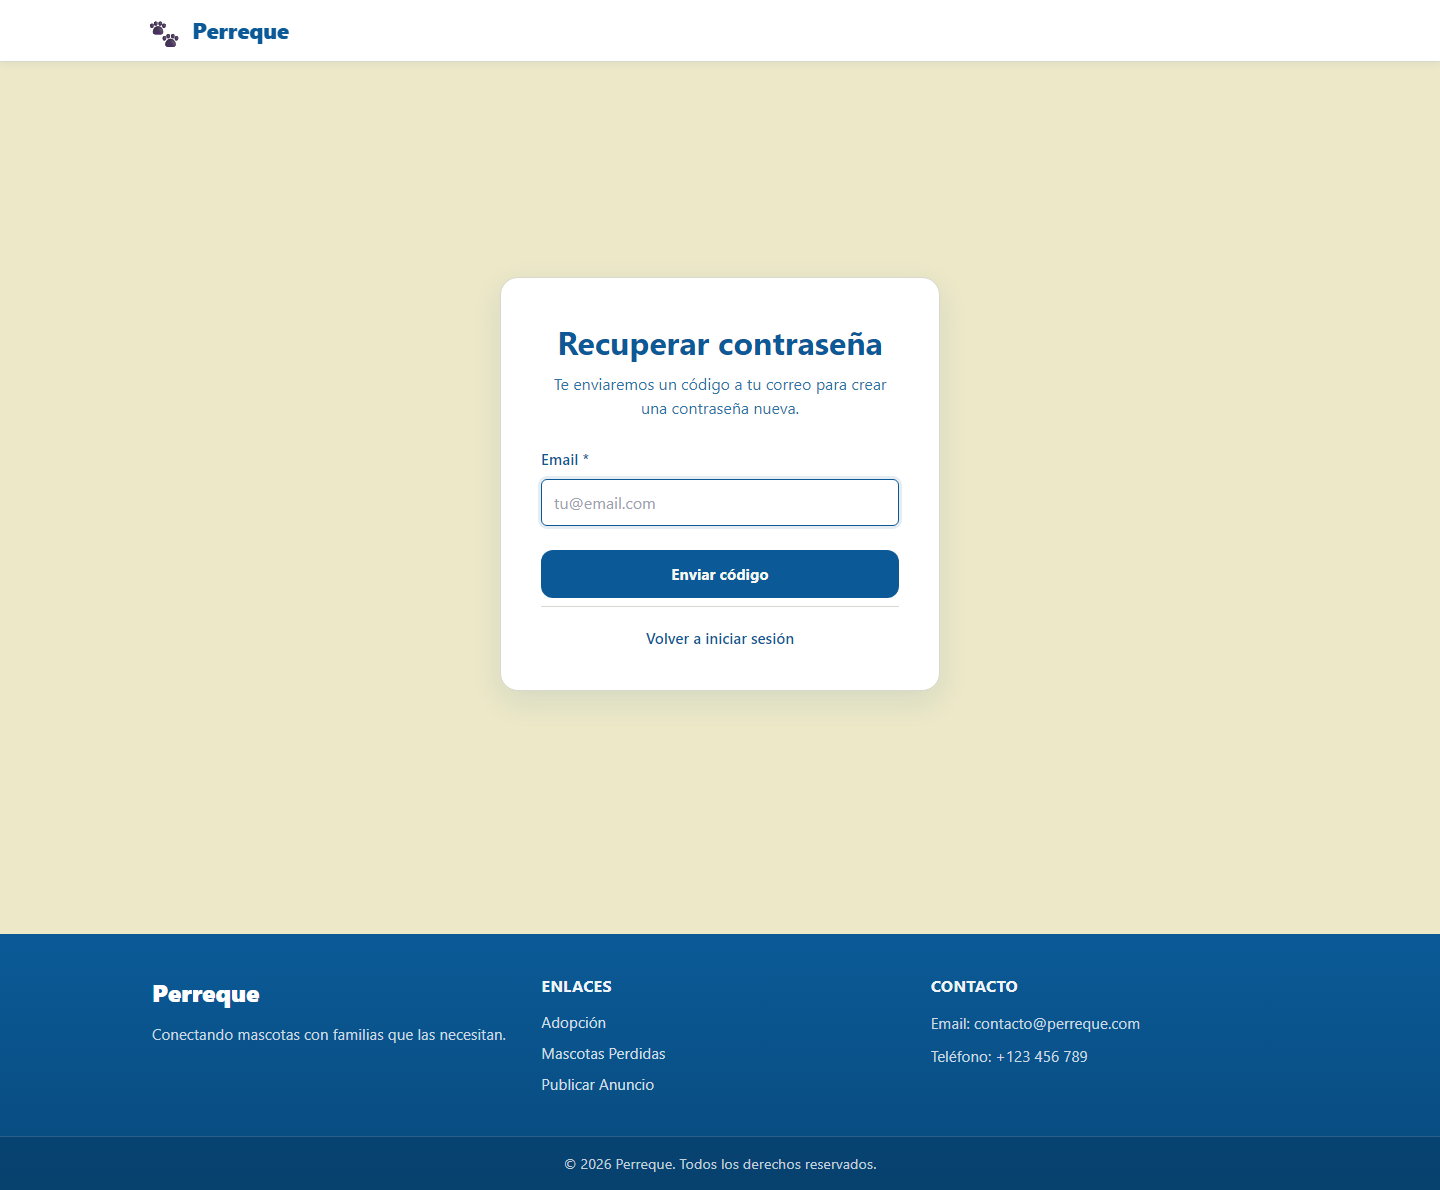 Perreque
Recuperar contraseña
Te enviaremos un código a tu correo para crear
una contraseña nueva.
Email *
tu@email.com
Enviar código
Volver a iniciar sesión
Perreque
Conectando mascotas con familias que las necesitan.
ENLACES
Adopción
Mascotas Perdidas
Publicar Anuncio
CONTACTO
Email: contacto@perreque.com
Teléfono: +123 456 789
© 2026 Perreque. Todos los derechos reservados.